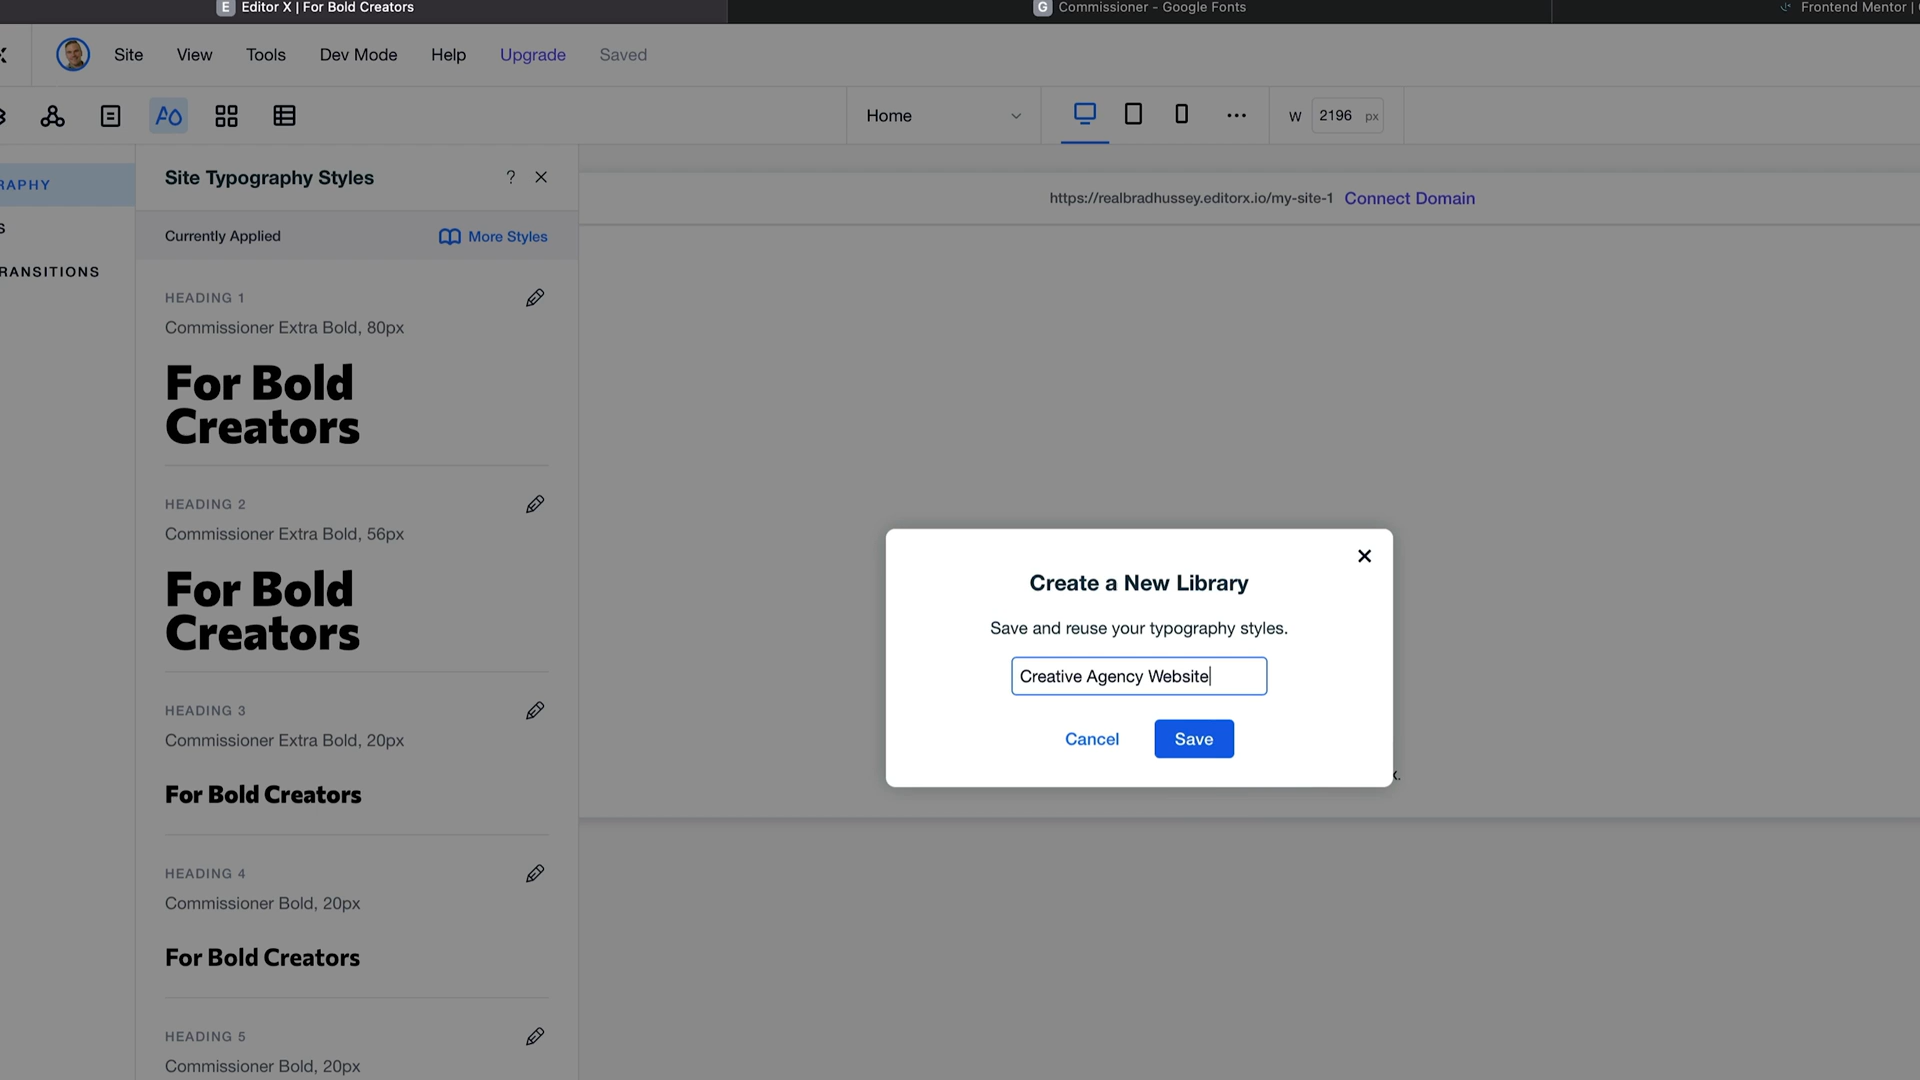 E Editor X | For Bold Creators
G Commissioner - Google Fonts
Frontend Mentor |
Site View Tools Dev Mode Help Upgrade Saved
Home
W 2196 px
RAPHY
Site Typography Styles ?
https://realbradhussey.editorx.io/my-site-1 Connect Domain
S
Currently Applied More Styles
RANSITIONS
HEADING 1
Commissioner Extra Bold, 80px
For Bold
Creators
HEADING 2
Commissioner Extra Bold, 56px
For Bold
Creators
HEADING 3
Commissioner Extra Bold, 20px
For Bold Creators
HEADING 4
Commissioner Bold, 20px
For Bold Creators
HEADING 5
Commissioner Bold, 20px
Create a New Library
Save and reuse your typography styles.
Creative Agency Website
Cancel Save
x.